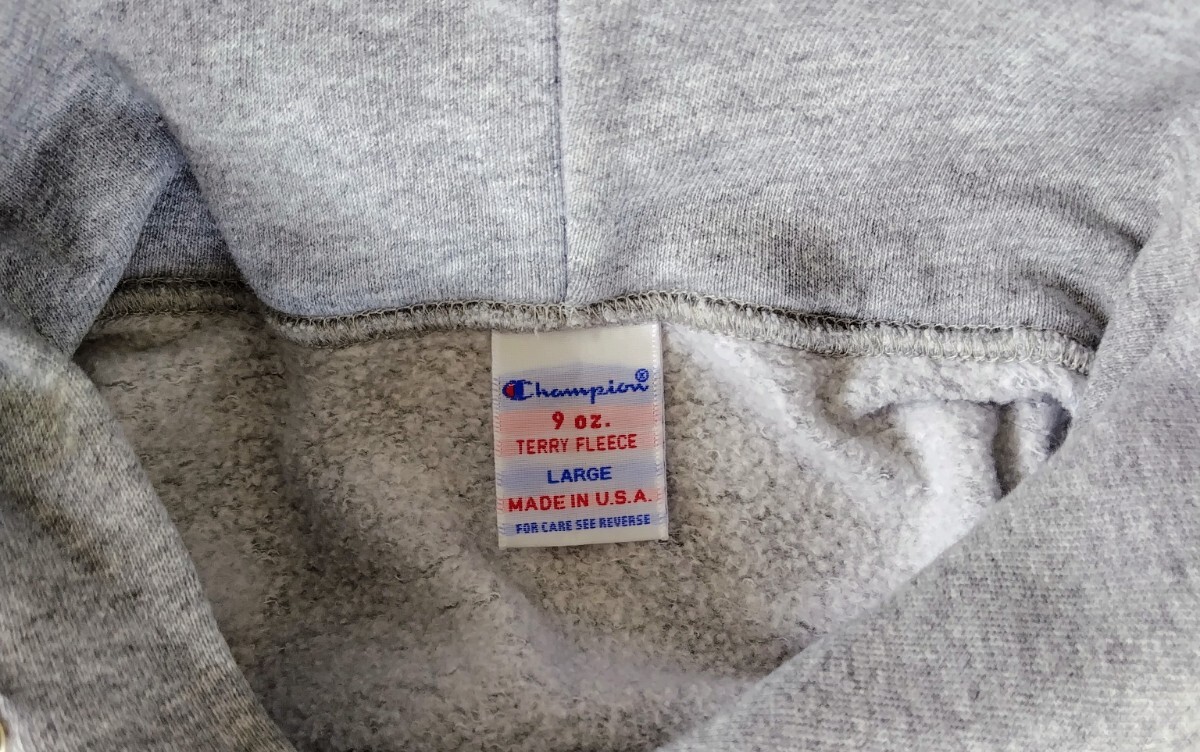 Champion®
9 oz.
TERRY FLEECE
LARGE
MADE IN U.S.A.
FOR CARE SEE REVERSE